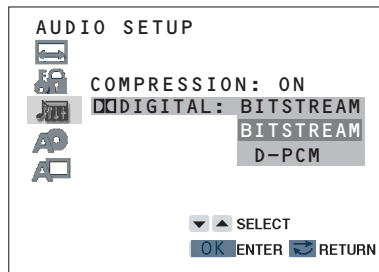 AUDIO SETUP
COMPRESSION: ON
DIGITAL: BITSTREAM
BITSTREAM
D-PCM
SELECT
OK ENTER RETURN